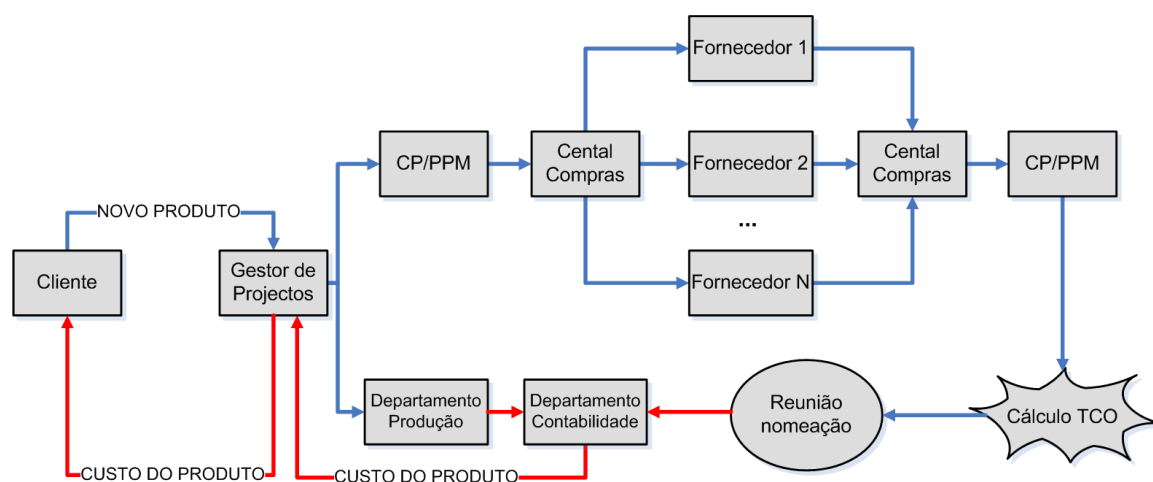 Fornecedor 1
CP/PPM
Cental
Compras
Fornecedor 2
Cental
Compras
CP/PPM
...
NOVO PRODUTO
Cliente
Gestor de
Projectos
Fornecedor N
Departamento
Produção
Departamento
Contabilidade
Reunião
nomeação
Cálculo TCO
CUSTO DO PRODUTO
CUSTO DO PRODUTO